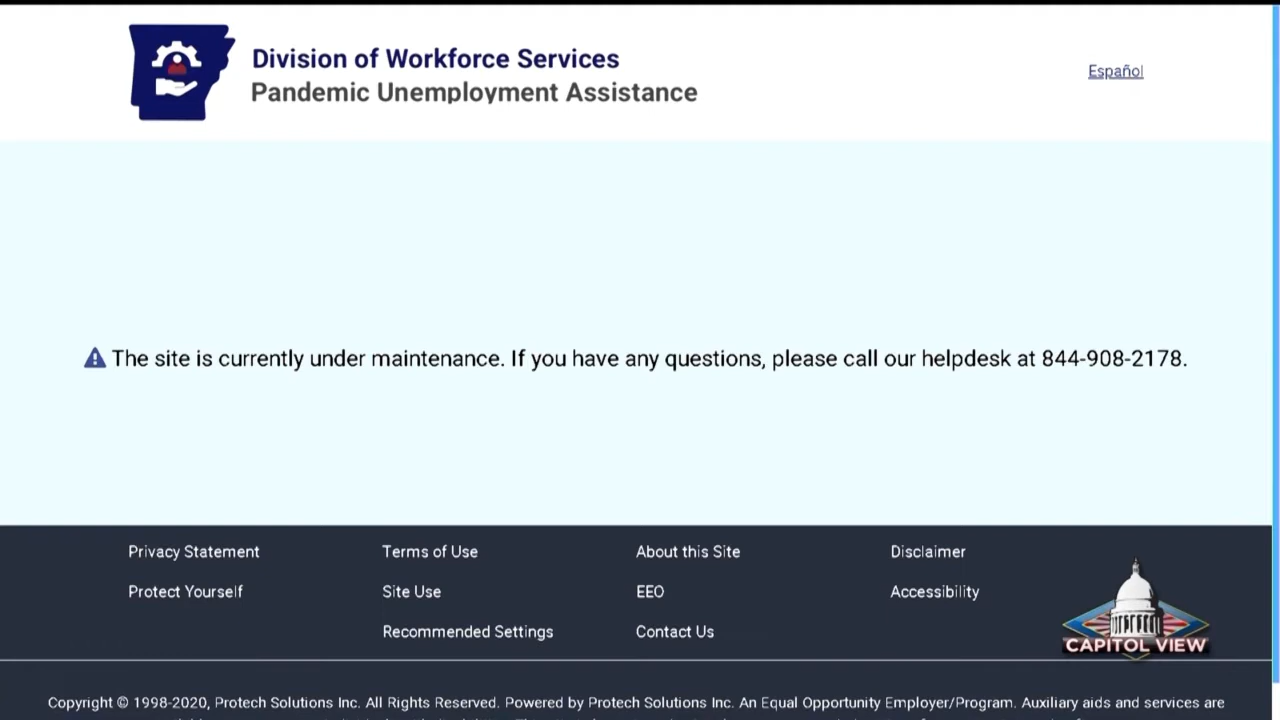 Division of Workforce Services
Pandemic Unemployment Assistance
Español
The site is currently under maintenance. If you have any questions, please call our helpdesk at 844-908-2178.
Privacy Statement
Terms of Use
About this Site
Disclaimer
Protect Yourself
Site Use
EEO
Accessibility
Recommended Settings
Contact Us
CAPITOL VIEW
Copyright © 1998-2020, Protech Solutions Inc. All Rights Reserved. Powered by Protech Solutions Inc. An Equal Opportunity Employer/Program. Auxiliary aids and services are